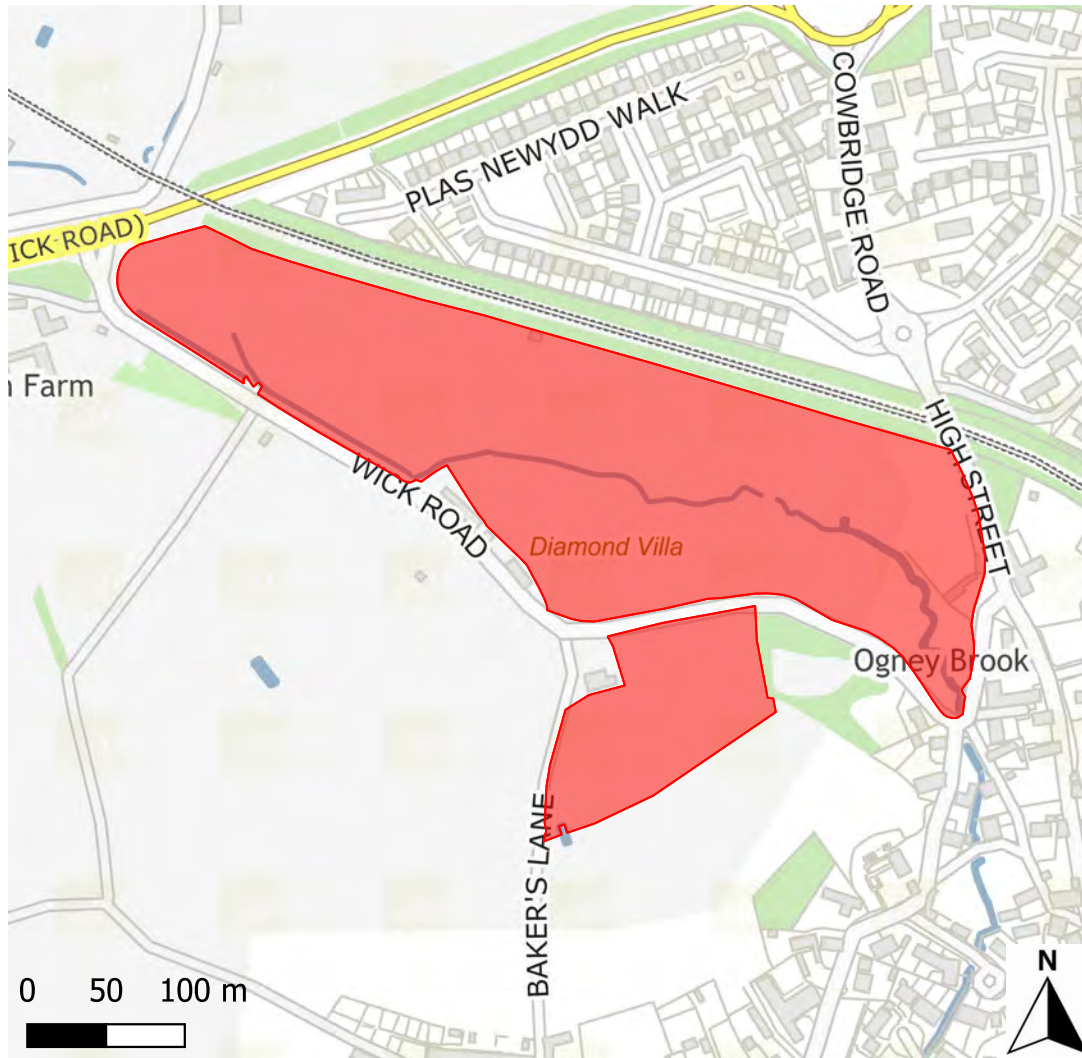 PLAS NEWYDD WALK
COWBRIDGE ROAD
ICK ROAD)
n Farm
HIGH STREET
WICK ROAD
Diamond Villa
Ogney Brook
BAKER'S LANE
0 50 100 m
N